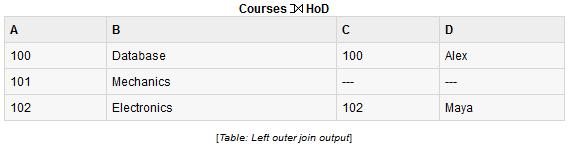 Courses ⟕ HoD
A B C D
100 Database 100 Alex
101 Mechanics --- ---
102 Electronics 102 Maya
[Table: Left outer join output]